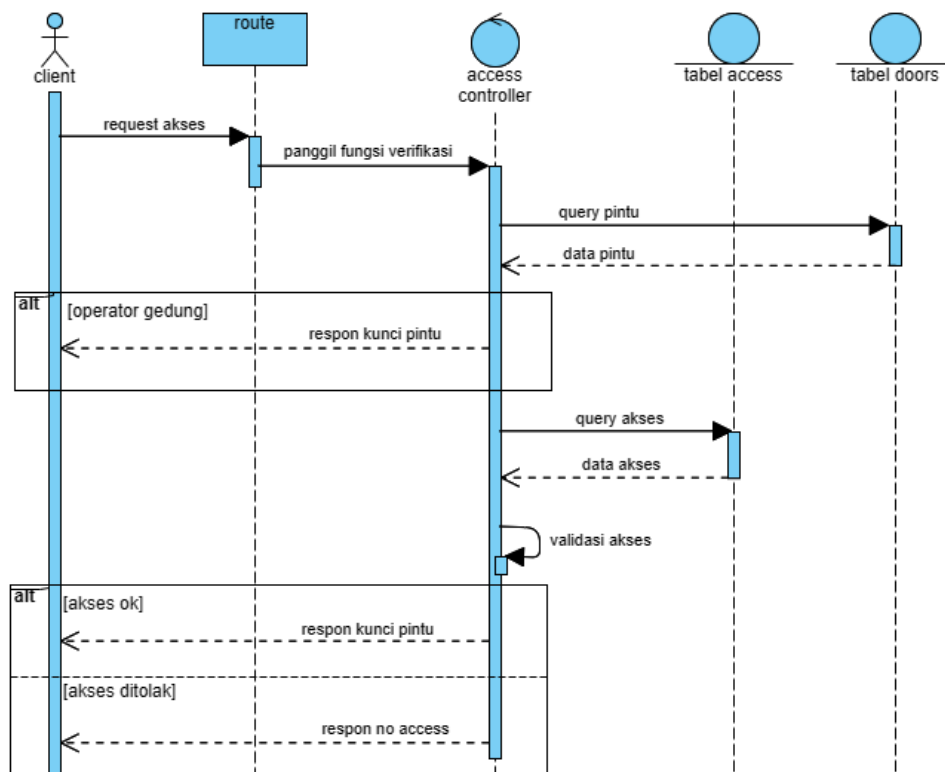 route
client
access
controller
tabel access
tabel doors
request akses
panggil fungsi verifikasi
query pintu
data pintu
alt
[operator gedung]
respon kunci pintu
query akses
data akses
validasi akses
alt
[akses ok]
respon kunci pintu
[akses ditolak]
respon no access